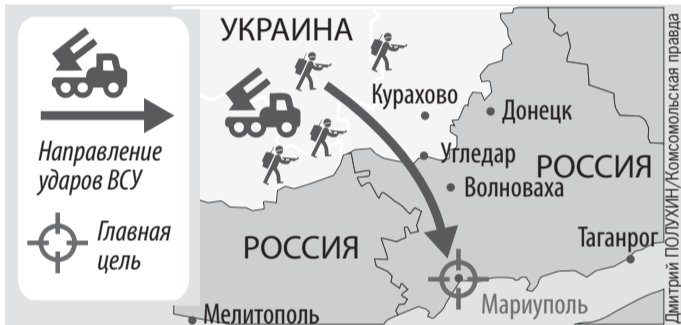 Направление
ударов ВСУ
Главная
цель
УКРАИНА
Курахово
Донецк
Угледар
РОССИЯ
Волноваха
РОССИЯ
Таганрог
Мариуполь
Мелитополь
Дмитрий ПОЛУХИН/Комсомольская правда